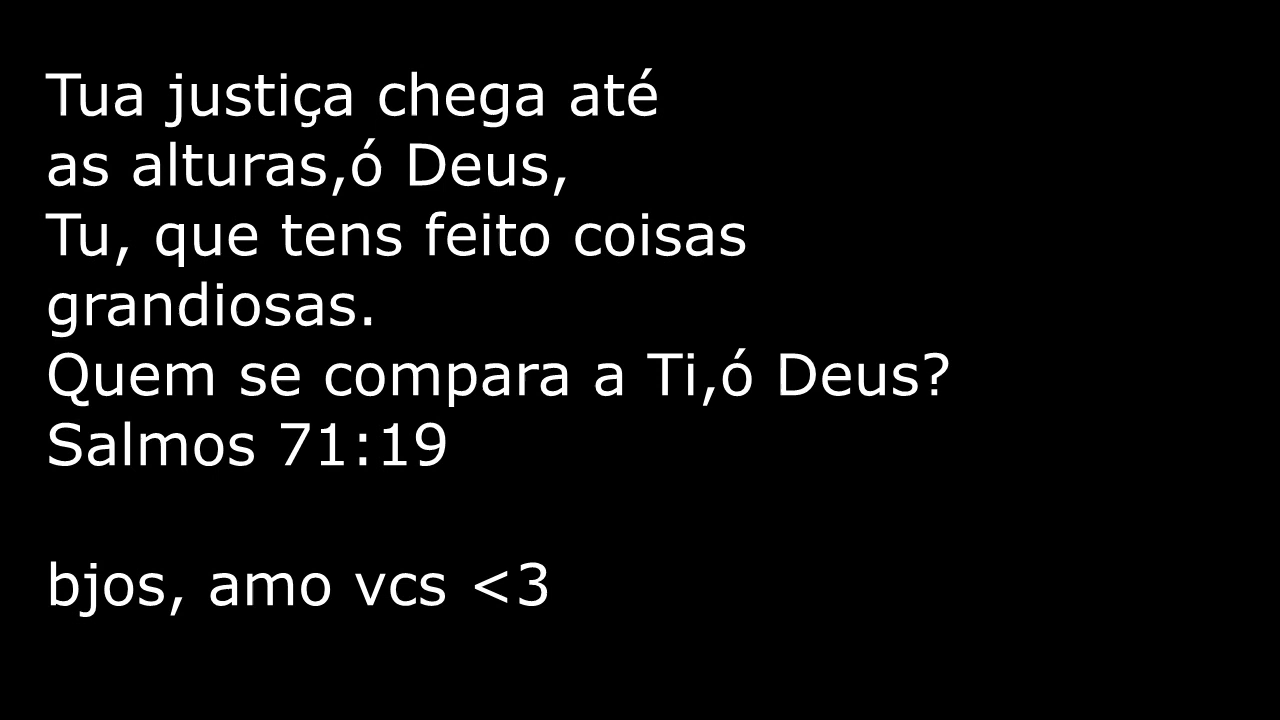 Tua justiça chega até
as alturas,ó Deus,
Tu, que tens feito coisas
grandiosas.
Quem se compara a Ti,ó Deus?
Salmos 71:19
bjos, amo vcs <3